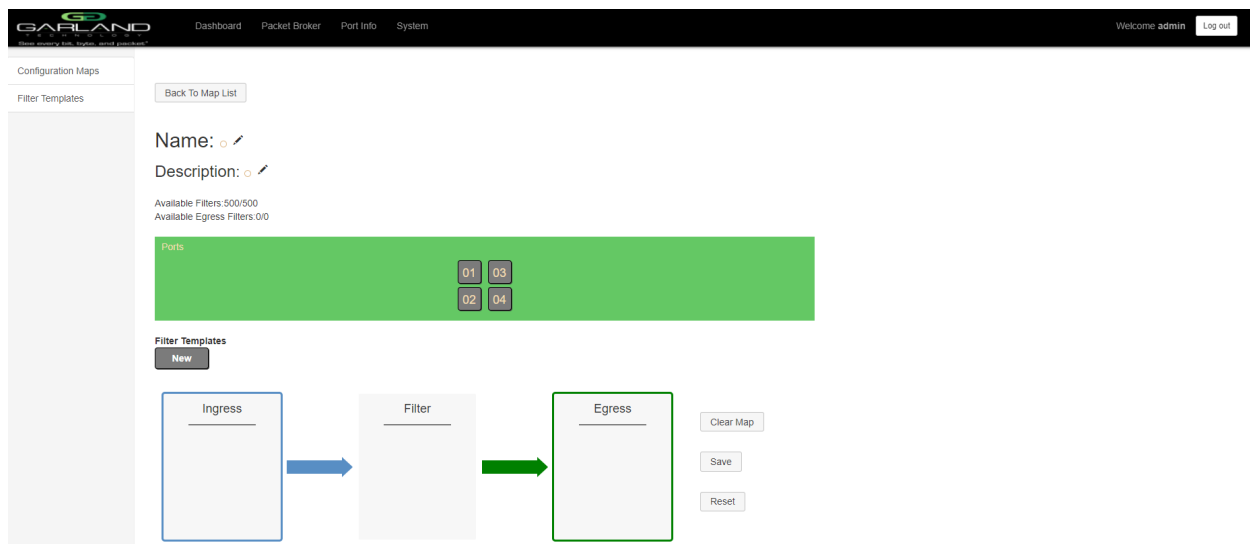 GARLAND
TECHNOLOGY
See every bit, byte, and packet®
Dashboard Packet Broker Port Info System
Welcome admin Log out
Configuration Maps
Filter Templates
Back To Map List
Name:
Description:
Available Filters:500/500
Available Egress Filters:0/0
Ports
01 03
02 04
Filter Templates
New
Ingress Filter Egress
Clear Map
Save
Reset